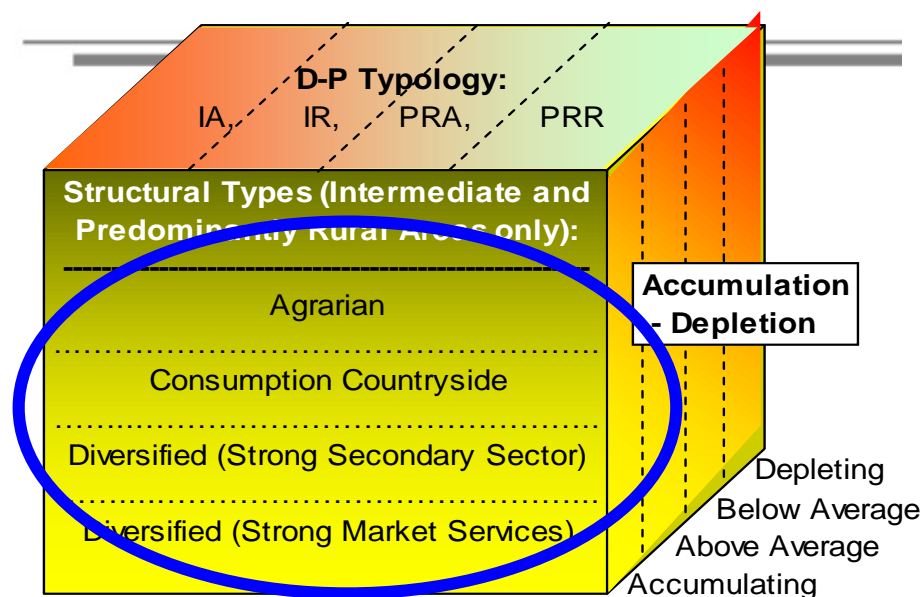 D-P Typology:
IA, IR, PRA, PRR
Structural Types (Intermediate and
Predominantly Rural Areas only):
Agrarian
Consumption Countryside
Diversified (Strong Secondary Sector)
Diversified (Strong Market Services)
Accumulation
- Depletion
Depleting
Below Average
Above Average
Accumulating